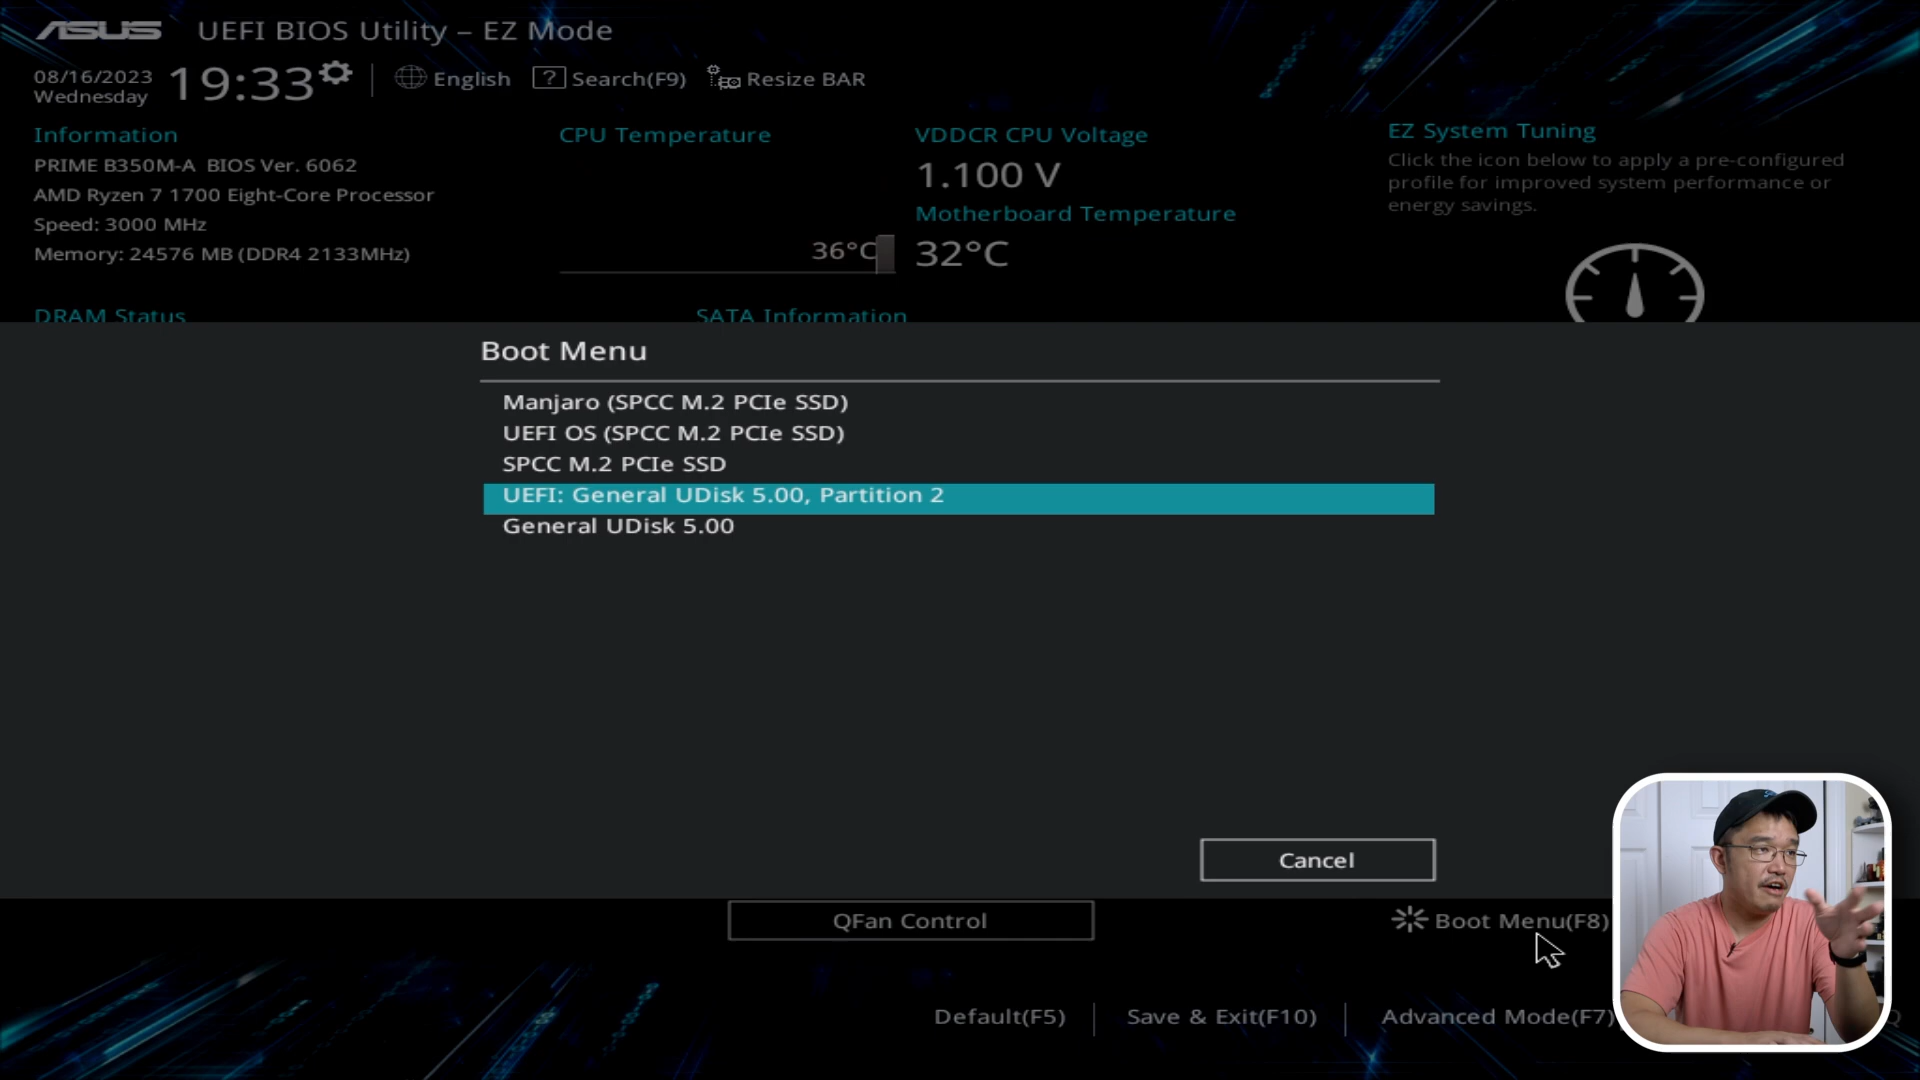 ASUS UEFI BIOS Utility – EZ Mode
08/16/2023
Wednesday
19:33
English
? Search(F9)
Resize BAR
Information
PRIME B350M-A BIOS Ver. 6062
AMD Ryzen 7 1700 Eight-Core Processor
Speed: 3000 MHz
Memory: 24576 MB (DDR4 2133MHz)
CPU Temperature
36°C
VDDCR CPU Voltage
1.100 V
Motherboard Temperature
32°C
EZ System Tuning
Click the icon below to apply a pre-configured
profile for improved system performance or
energy savings.
DRAM Status
SATA Information
Boot Menu
Manjaro (SPCC M.2 PCIe SSD)
UEFI OS (SPCC M.2 PCIe SSD)
SPCC M.2 PCIe SSD
UEFI: General UDisk 5.00, Partition 2
General UDisk 5.00
Cancel
QFan Control
Boot Menu(F8)
Default(F5)
Save & Exit(F10)
Advanced Mode(F7)